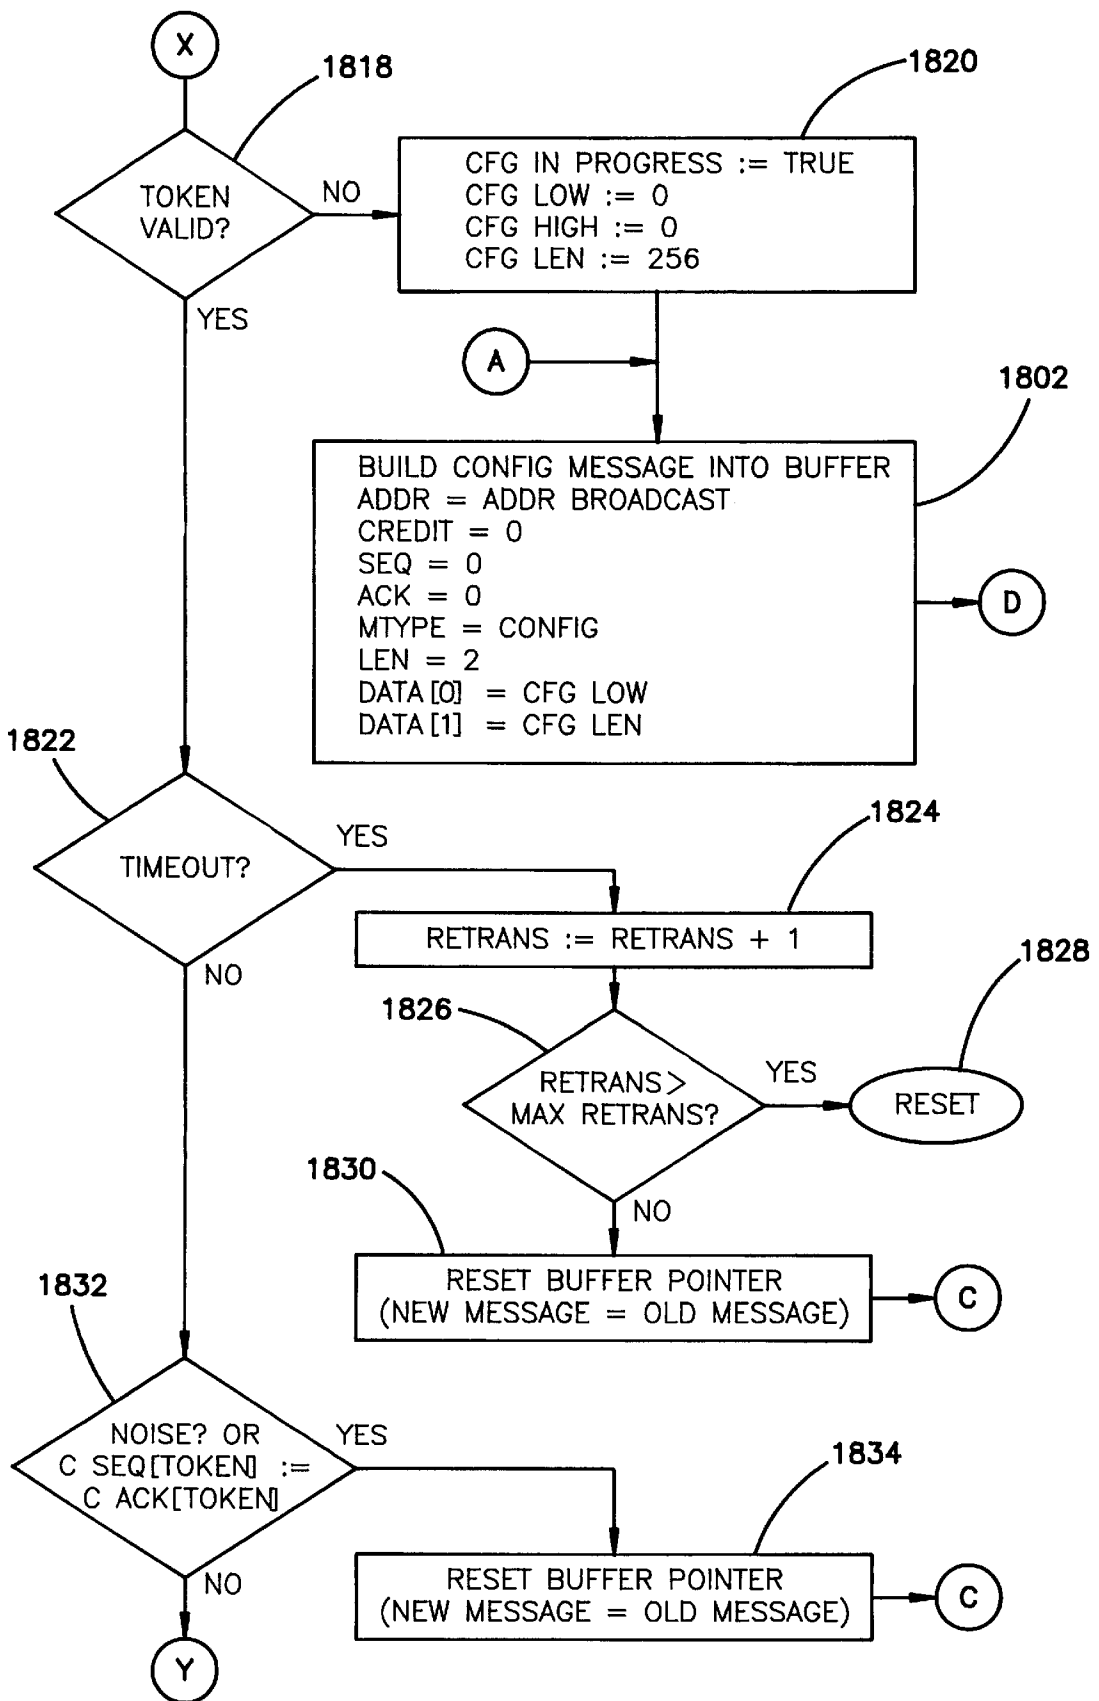 X
1818
1820
TOKEN
VALID?
NO
CFG IN PROGRESS := TRUE
CFG LOW := 0
CFG HIGH := 0
CFG LEN := 256
YES
A
1802
BUILD CONFIG MESSAGE INTO BUFFER
ADDR = ADDR BROADCAST
CREDIT = 0
SEQ = 0
ACK = 0
MTYPE = CONFIG
LEN = 2
DATA[0] = CFG LOW
DATA[1] = CFG LEN
D
1822
TIMEOUT?
YES
1824
RETRANS := RETRANS + 1
NO
1826
1828
RETRANS>
MAX RETRANS?
YES
RESET
NO
1830
RESET BUFFER POINTER
(NEW MESSAGE = OLD MESSAGE)
C
1832
NOISE? OR
C SEQ[TOKEN] :=
C ACK[TOKEN]
YES
1834
NO
RESET BUFFER POINTER
(NEW MESSAGE = OLD MESSAGE)
C
Y